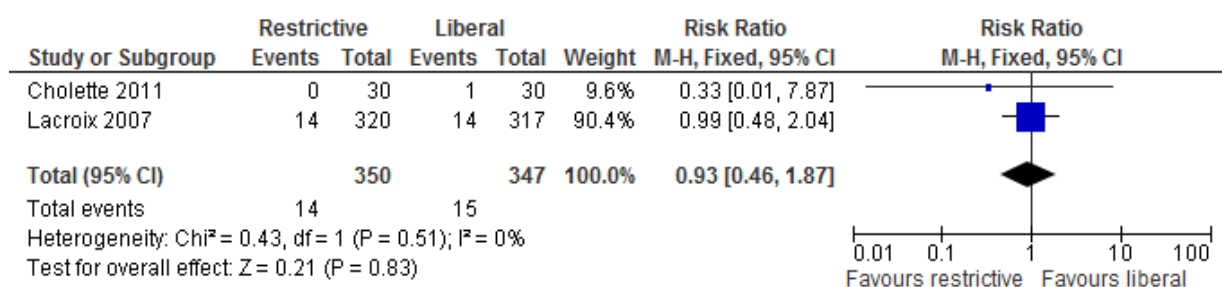 Restrictive Liberal Risk Ratio Risk Ratio
Study or Subgroup Events Total Events Total Weight M-H, Fixed, 95% CI M-H, Fixed, 95% CI
Cholette 2011 0 30 1 30 9.6% 0.33 [0.01, 7.87]
Lacroix 2007 14 320 14 317 90.4% 0.99 [0.48, 2.04]
Total (95% CI) 350 347 100.0% 0.93 [0.46, 1.87]
Total events 14 15
Heterogeneity: Chi² = 0.43, df = 1 (P = 0.51); I² = 0%
Test for overall effect: Z = 0.21 (P = 0.83)
0.01 0.1 1 10 100
Favours restrictive Favours liberal